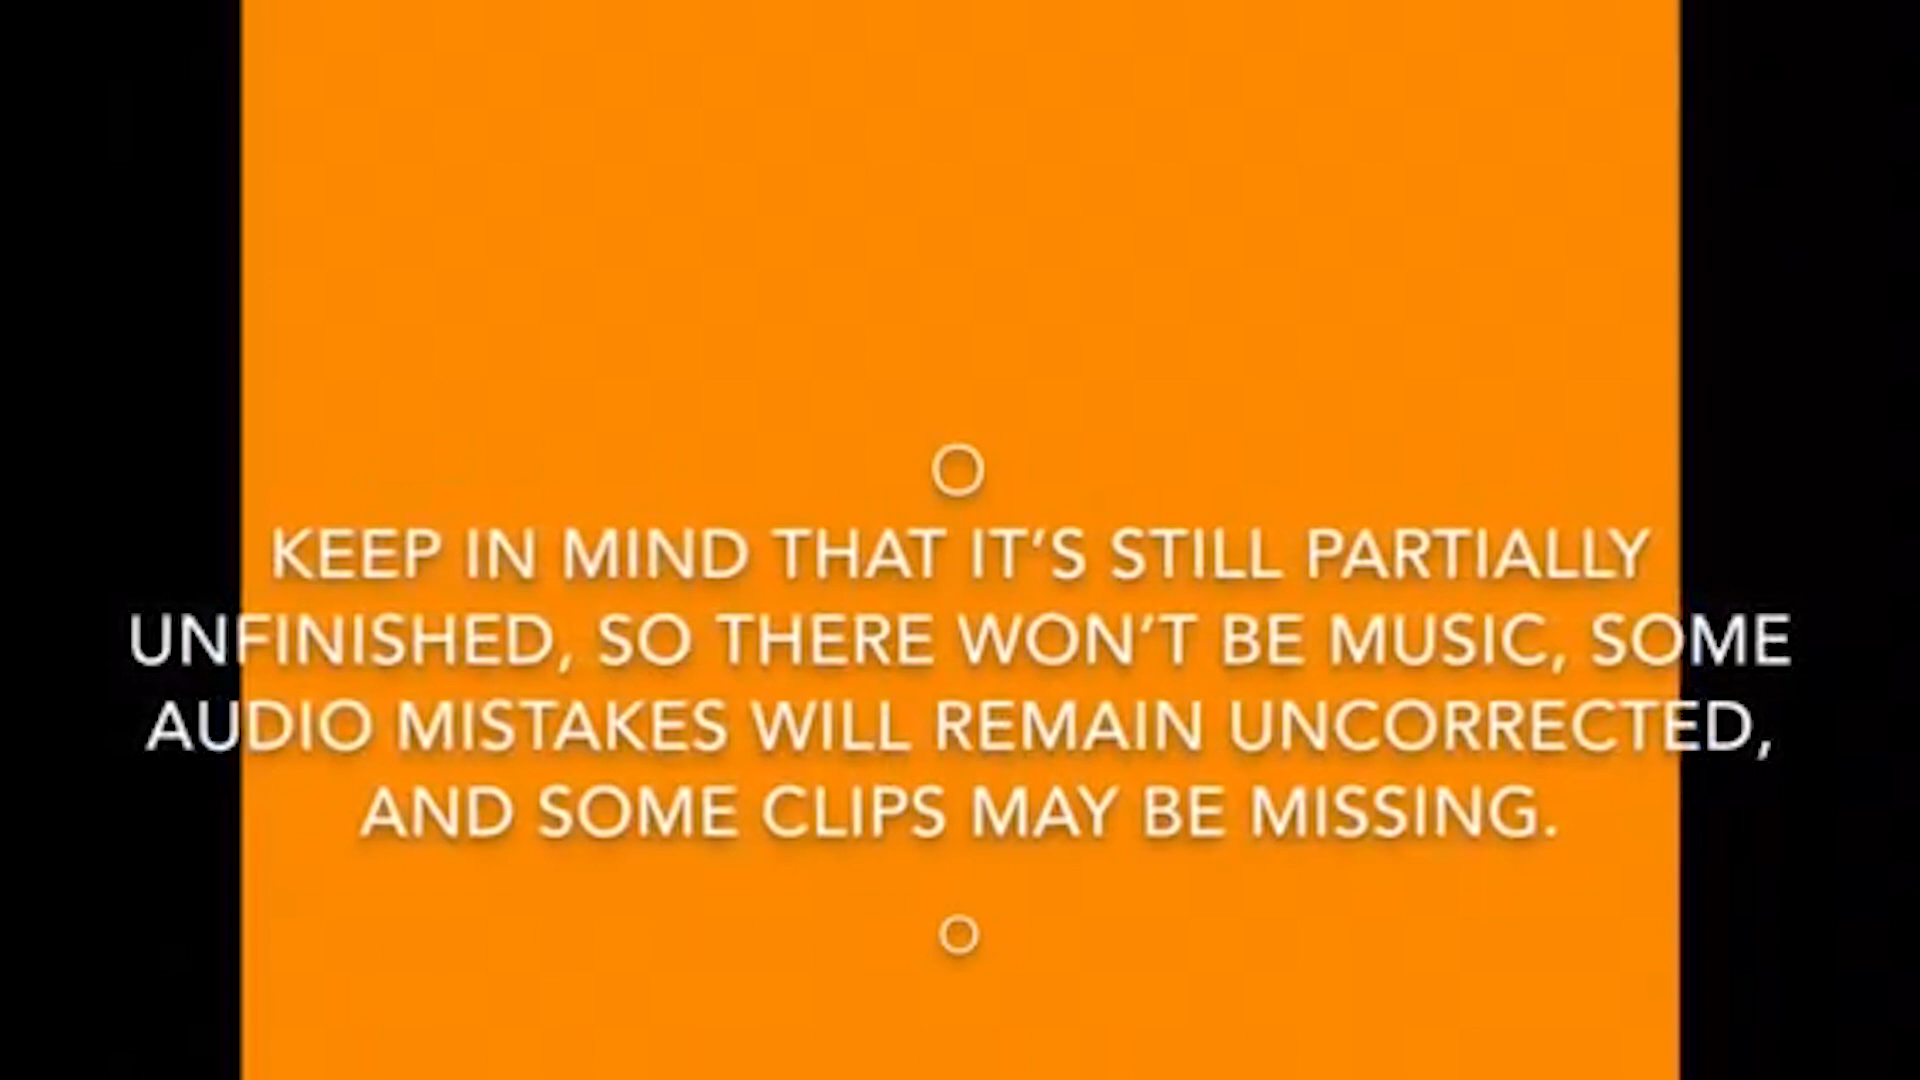 KEEP IN MIND THAT IT’S STILL PARTIALLY
UNFINISHED, SO THERE WON’T BE MUSIC, SOME
AUDIO MISTAKES WILL REMAIN UNCORRECTED,
AND SOME CLIPS MAY BE MISSING.